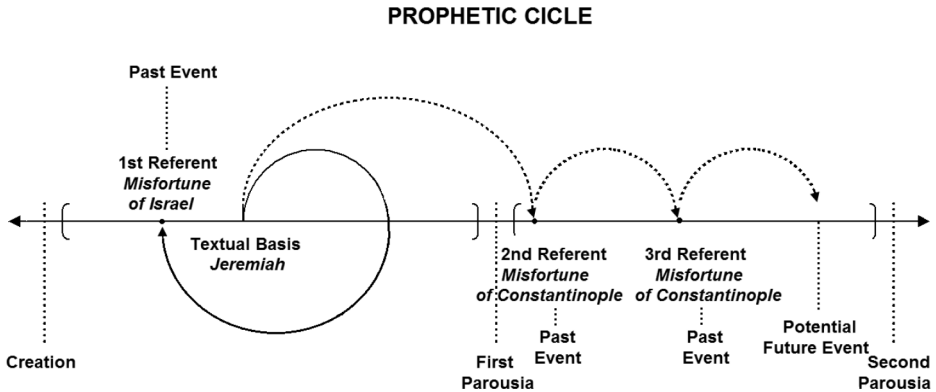 PROPHETIC CICLE
Past Event
1st Referent
Misfortune
of Israel
Textual Basis
Jeremiah
2nd Referent
Misfortune
of Constantinople
Past
Event
3rd Referent
Misfortune
of Constantinople
Past
Event
Potential
Future Event
Creation
First
Parousia
Second
Parousia